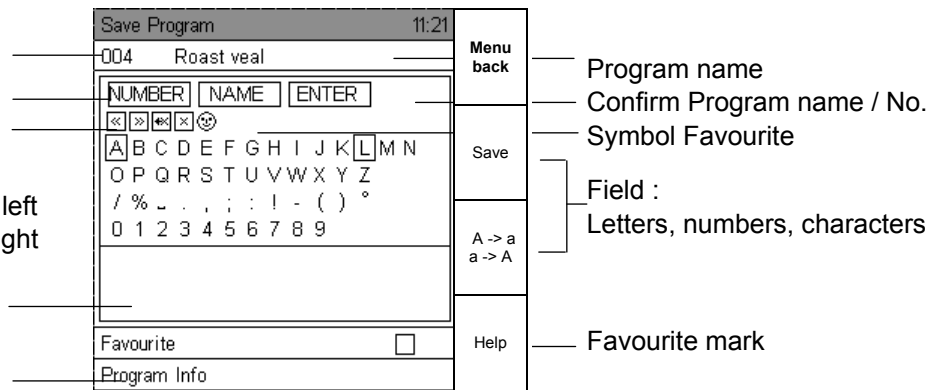 Save Program 11:21
004 Roast veal
NUMBER NAME ENTER
A B C D E F G H I J K L M N
O P Q R S T U V W X Y Z
/ % ⌣ . , ; : ! - ( ) °
0 1 2 3 4 5 6 7 8 9
Favourite
Program Info
Menu
back
Save
A -> a
a -> A
Help
left
ght
Program name
Confirm Program name / No.
Symbol Favourite
Field :
Letters, numbers, characters
Favourite mark